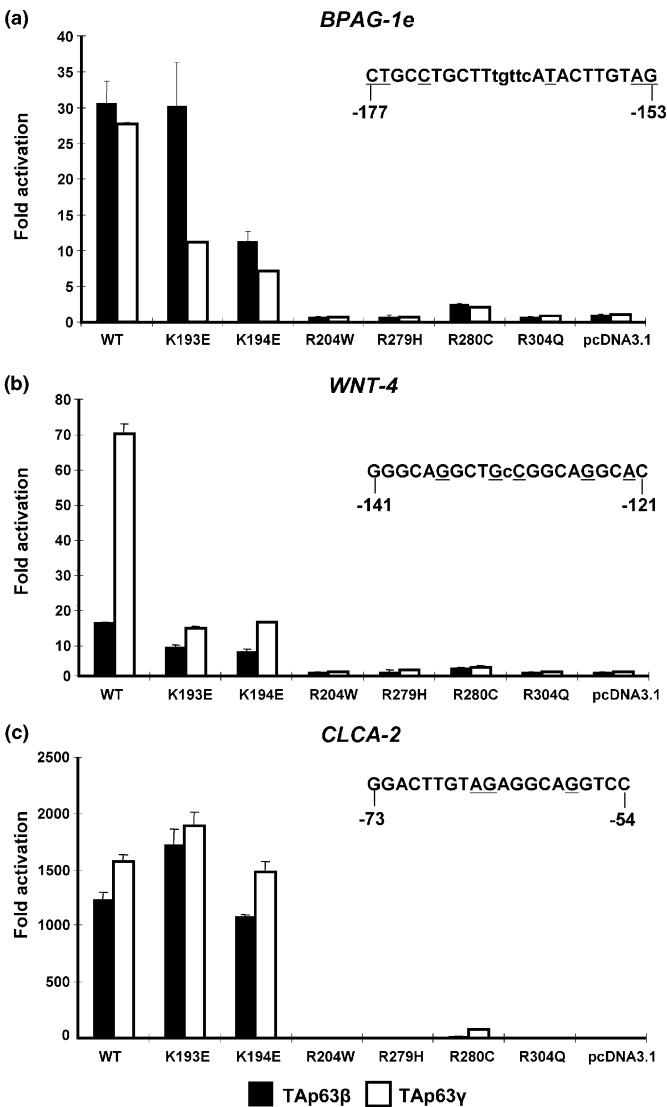 (a)
BPAG-1e
Fold activation
40
35
30
25
20
15
10
5
0
CTGCCTGCTTtgttcATACTTGTAG
-177 -153
WT K193E K194E R204W R279H R280C R304Q pcDNA3.1
(b)
WNT-4
Fold activation
80
70
60
50
40
30
20
10
0
GGGCAGGCTGcCGGCAGGCAC
-141 -121
WT K193E K194E R204W R279H R280C R304Q pcDNA3.1
(c)
CLCA-2
Fold activation
2500
2000
1500
1000
500
0
GGACTTGTAGAGGCAGGTCC
-73 -54
WT K193E K194E R204W R279H R280C R304Q pcDNA3.1
TAp63β TAp63γ